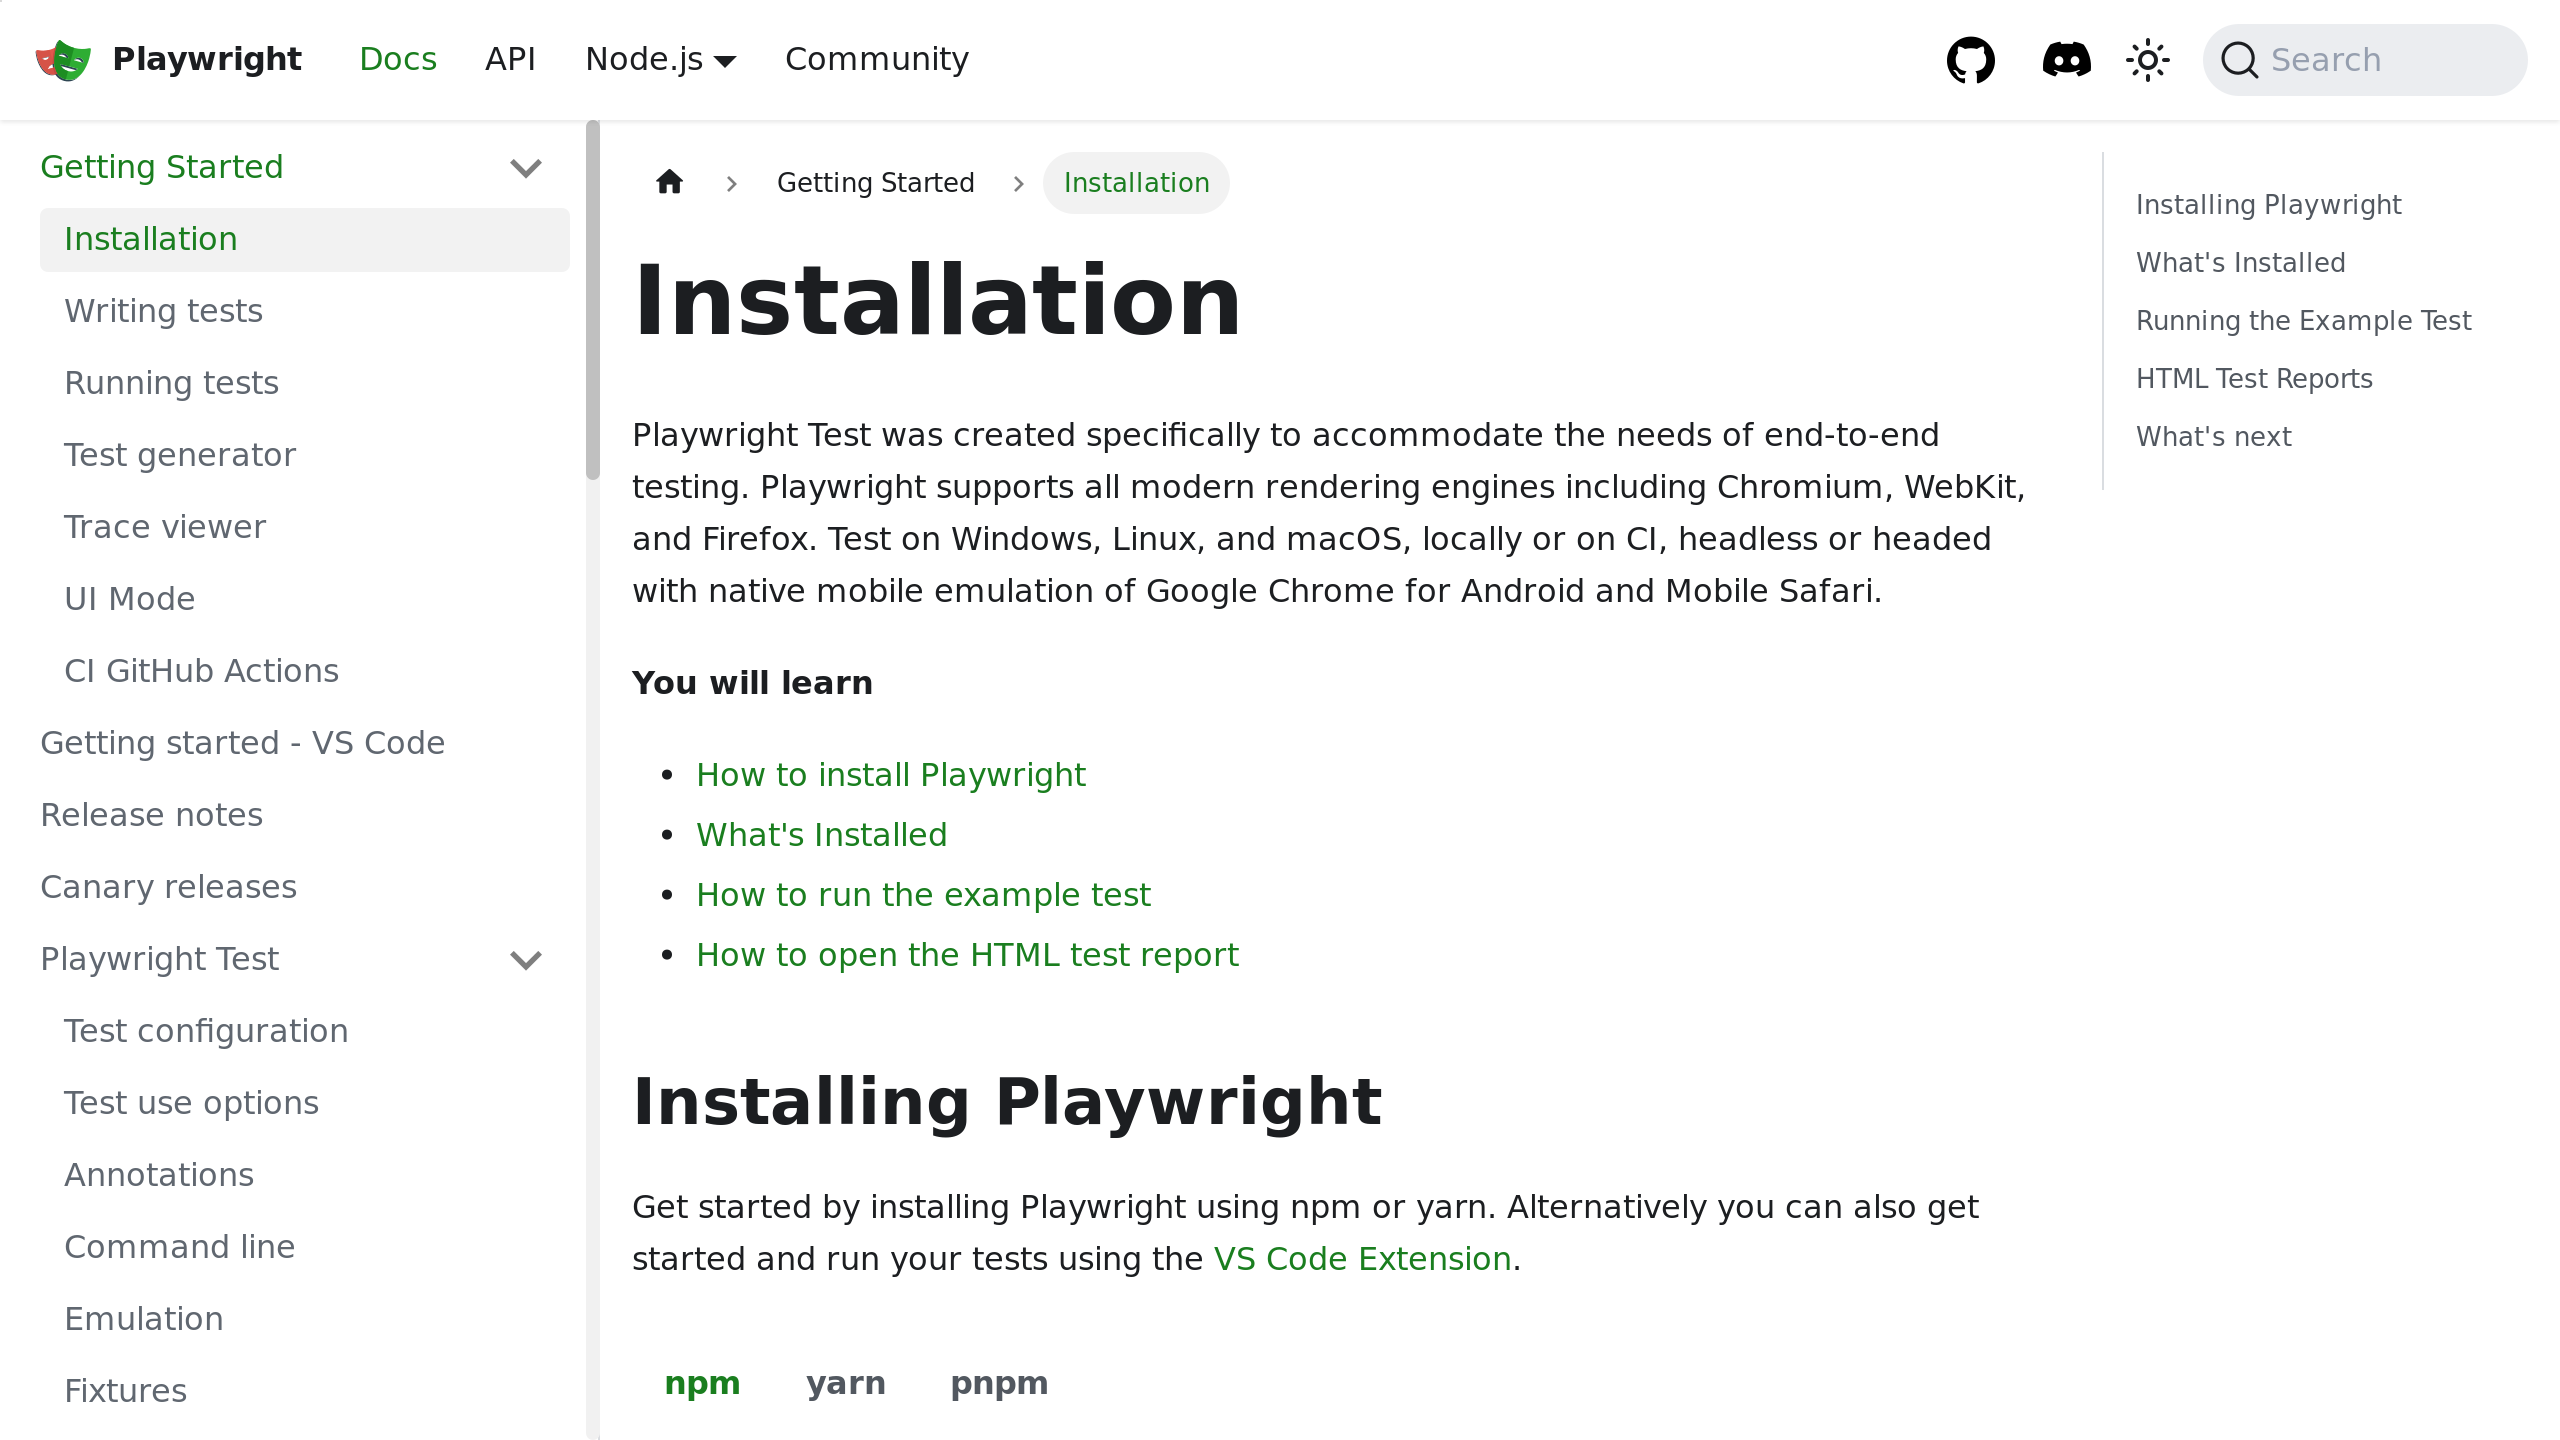 Playwright
Docs
API
Node.js
Community
Search
Getting Started
Installation
Writing tests
Running tests
Test generator
Trace viewer
UI Mode
CI GitHub Actions
Getting started - VS Code
Release notes
Canary releases
Playwright Test
Test configuration
Test use options
Annotations
Command line
Emulation
Fixtures
Getting Started
Installation
Installation
Playwright Test was created specifically to accommodate the needs of end-to-end
testing. Playwright supports all modern rendering engines including Chromium, WebKit,
and Firefox. Test on Windows, Linux, and macOS, locally or on CI, headless or headed
with native mobile emulation of Google Chrome for Android and Mobile Safari.
You will learn
How to install Playwright
What's Installed
How to run the example test
How to open the HTML test report
Installing Playwright
Get started by installing Playwright using npm or yarn. Alternatively you can also get
started and run your tests using the VS Code Extension.
npm
yarn
pnpm
Installing Playwright
What's Installed
Running the Example Test
HTML Test Reports
What's next